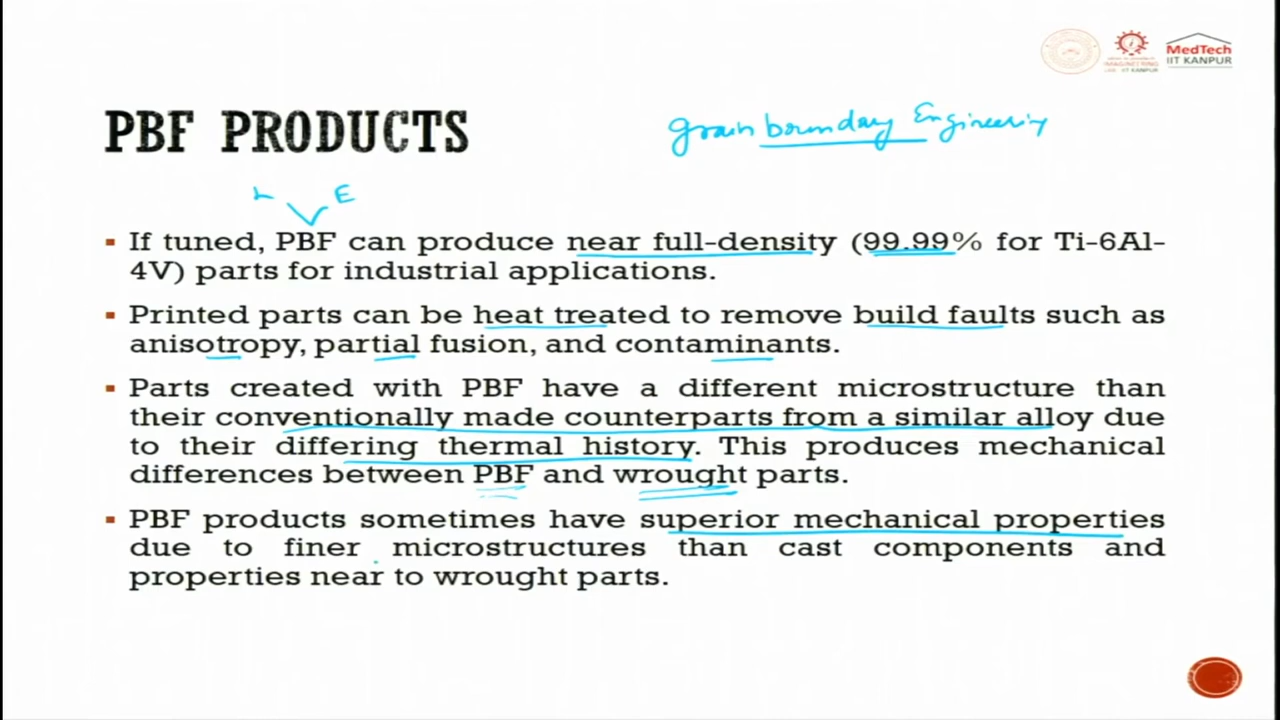 MedTech
IIT KANPUR
IMAGINEERING
LAB IIT KANPUR
PBF PRODUCTS
grain boundary Engineering
L E
If tuned, PBF can produce near full-density (99.99% for Ti-6Al-
4V) parts for industrial applications.
Printed parts can be heat treated to remove build faults such as
anisotropy, partial fusion, and contaminants.
Parts created with PBF have a different microstructure than
their conventionally made counterparts from a similar alloy due
to their differing thermal history. This produces mechanical
differences between PBF and wrought parts.
PBF products sometimes have superior mechanical properties
due to finer microstructures than cast components and
properties near to wrought parts.